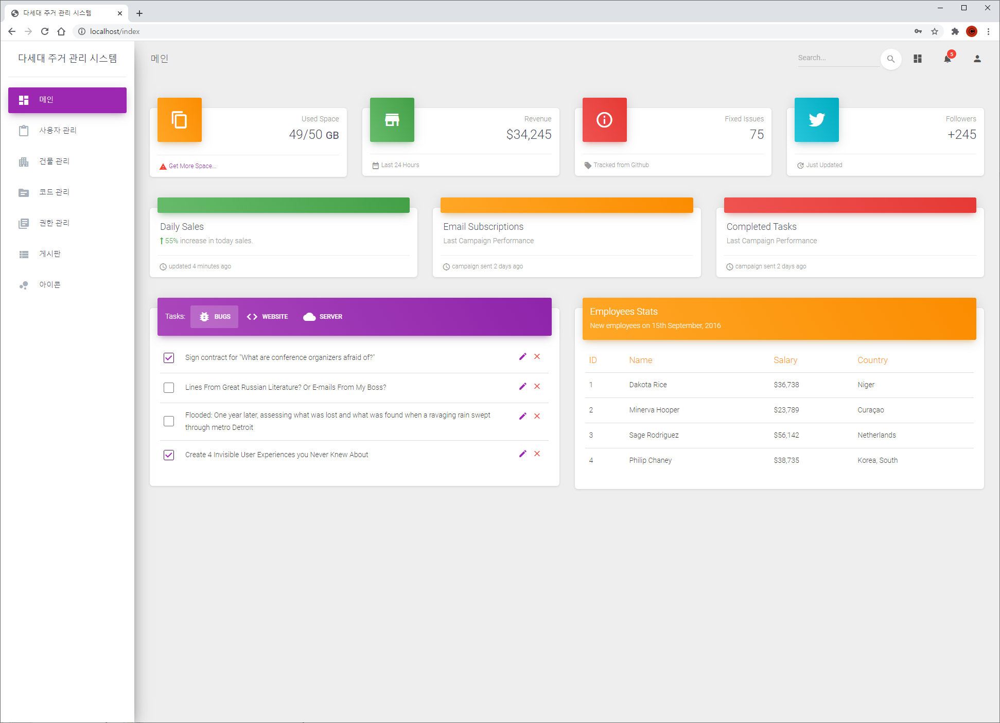 다세대 주거 관리 시스템
localhost/index
다세대 주거 관리 시스템
메인
사용자 관리
건물 관리
코드 관리
권한 관리
게시판
아이콘
메인
Search...
5
Used Space
49/50 GB
Get More Space...
Revenue
$34,245
Last 24 Hours
Fixed Issues
75
Tracked from Github
Followers
+245
Just Updated
Daily Sales
55% increase in today sales.
updated 4 minutes ago
Email Subscriptions
Last Campaign Performance
campaign sent 2 days ago
Completed Tasks
Last Campaign Performance
campaign sent 2 days ago
Tasks: BUGS WEBSITE SERVER
Sign contract for "What are conference organizers afraid of?"
Lines From Great Russian Literature? Or E-mails From My Boss?
Flooded: One year later, assessing what was lost and what was found when a ravaging rain swept
through metro Detroit
Create 4 Invisible User Experiences you Never Knew About
Employees Stats
New employees on 15th September, 2016
ID Name Salary Country
1 Dakota Rice $36,738 Niger
2 Minerva Hooper $23,789 Curaçao
3 Sage Rodriguez $56,142 Netherlands
4 Philip Chaney $38,735 Korea, South